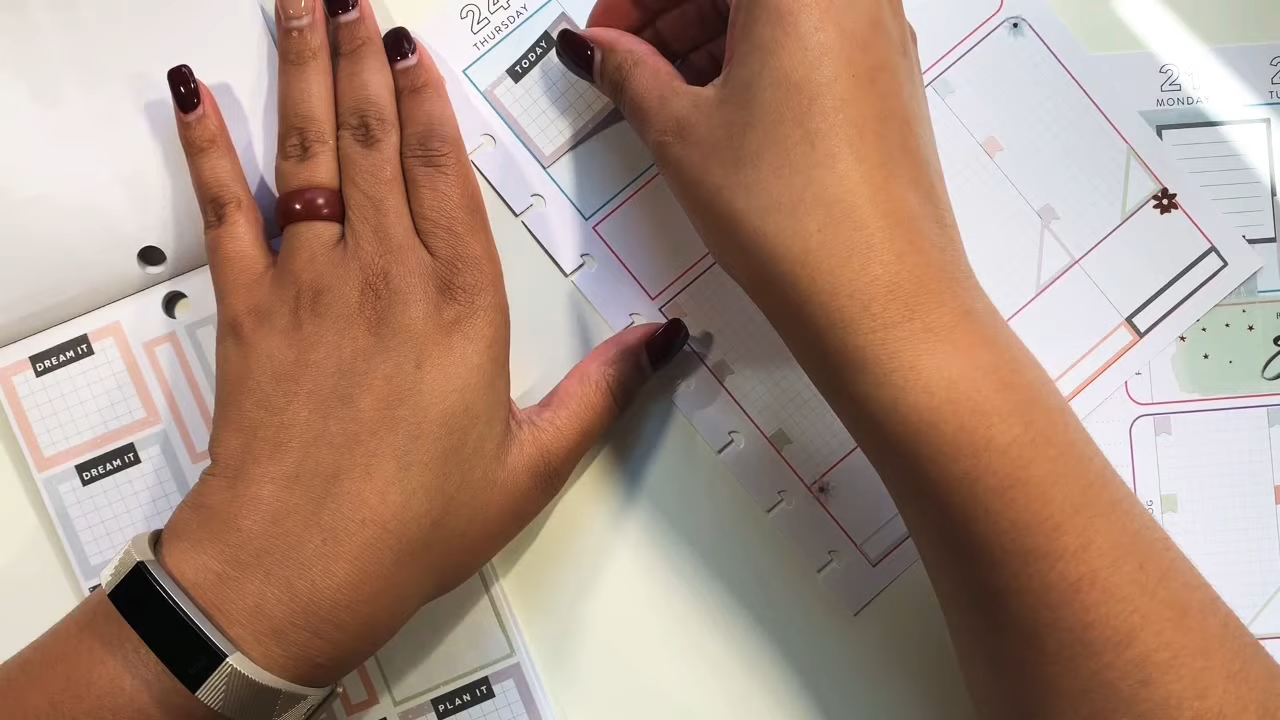 24
THURSDAY
TODAY
21
MONDAY
DREAM IT
DREAM IT
PLAN IT